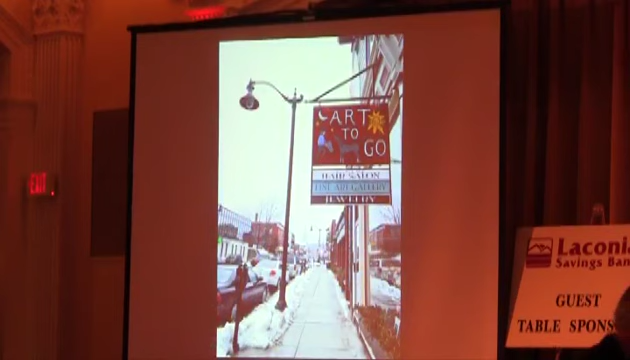 EXIT
ART
TO
GO
HAIR SALON
FINE ART GALLERY
JEWELRY
Laconia
Savings Ban
GUEST
TABLE SPONS